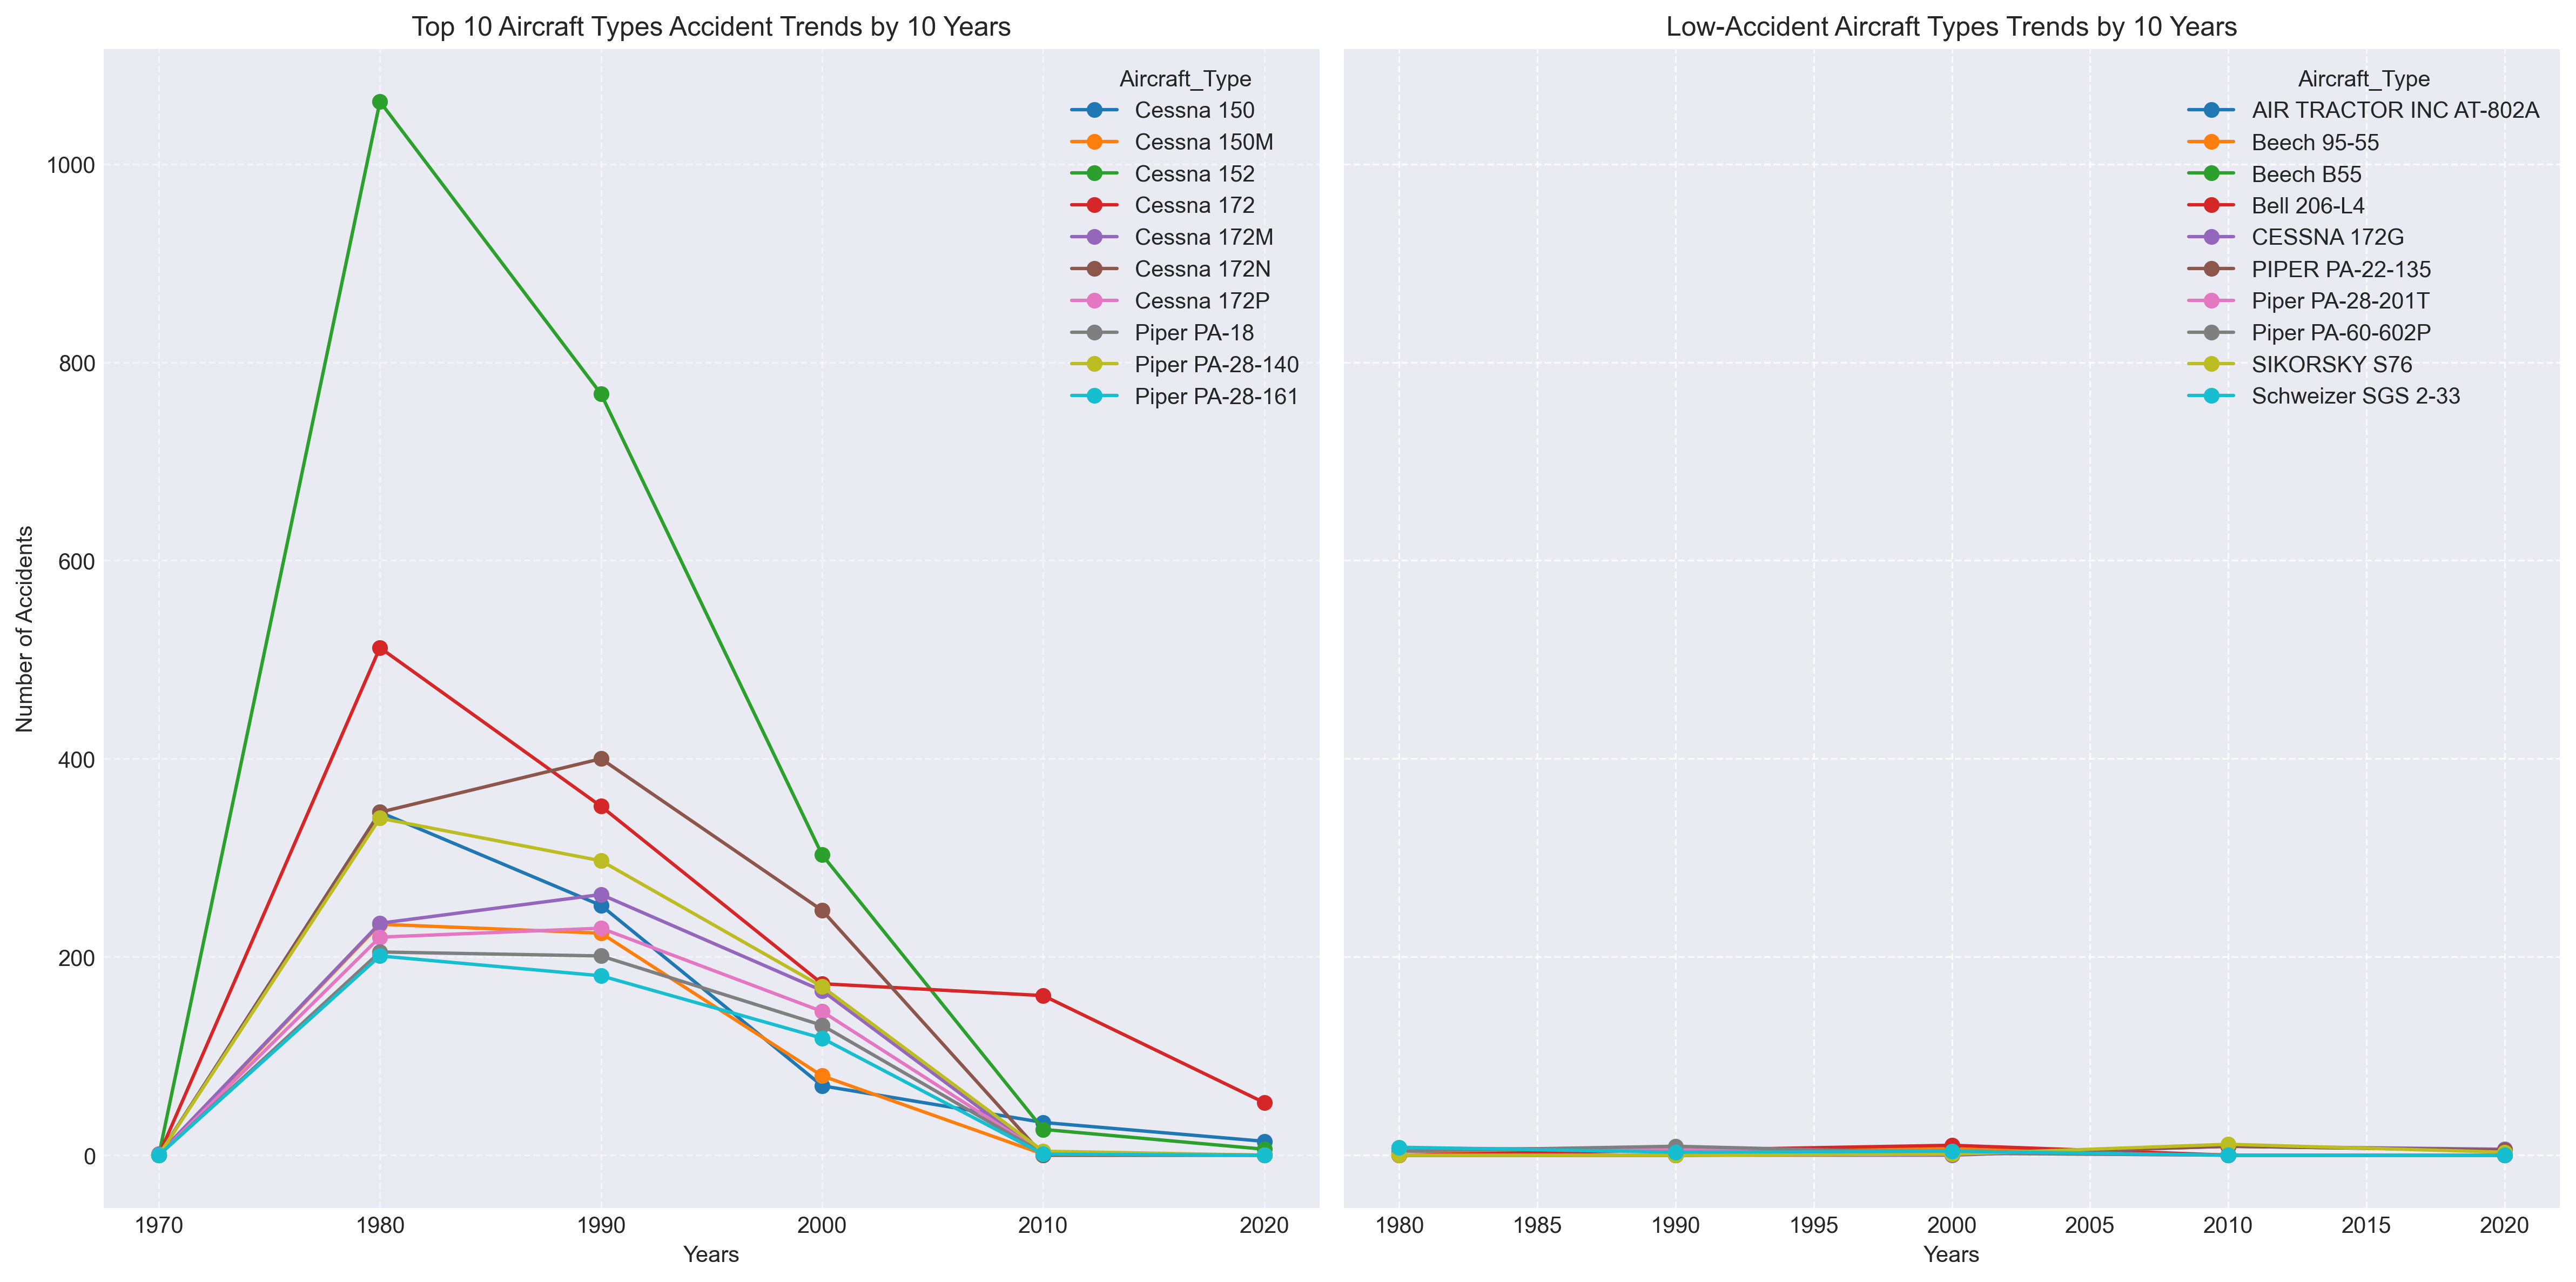 Top 10 Aircraft Types Accident Trends by 10 Years
Number of Accidents
1000
800
600
400
200
0
1970
1980
1990
2000
2010
2020
Years
Aircraft_Type
Cessna 150
Cessna 150M
Cessna 152
Cessna 172
Cessna 172M
Cessna 172N
Cessna 172P
Piper PA-18
Piper PA-28-140
Piper PA-28-161
Low-Accident Aircraft Types Trends by 10 Years
Aircraft_Type
AIR TRACTOR INC AT-802A
Beech 95-55
Beech B55
Bell 206-L4
CESSNA 172G
PIPER PA-22-135
Piper PA-28-201T
Piper PA-60-602P
SIKORSKY S76
Schweizer SGS 2-33
1980
1985
1990
1995
2000
2005
2010
2015
2020
Years